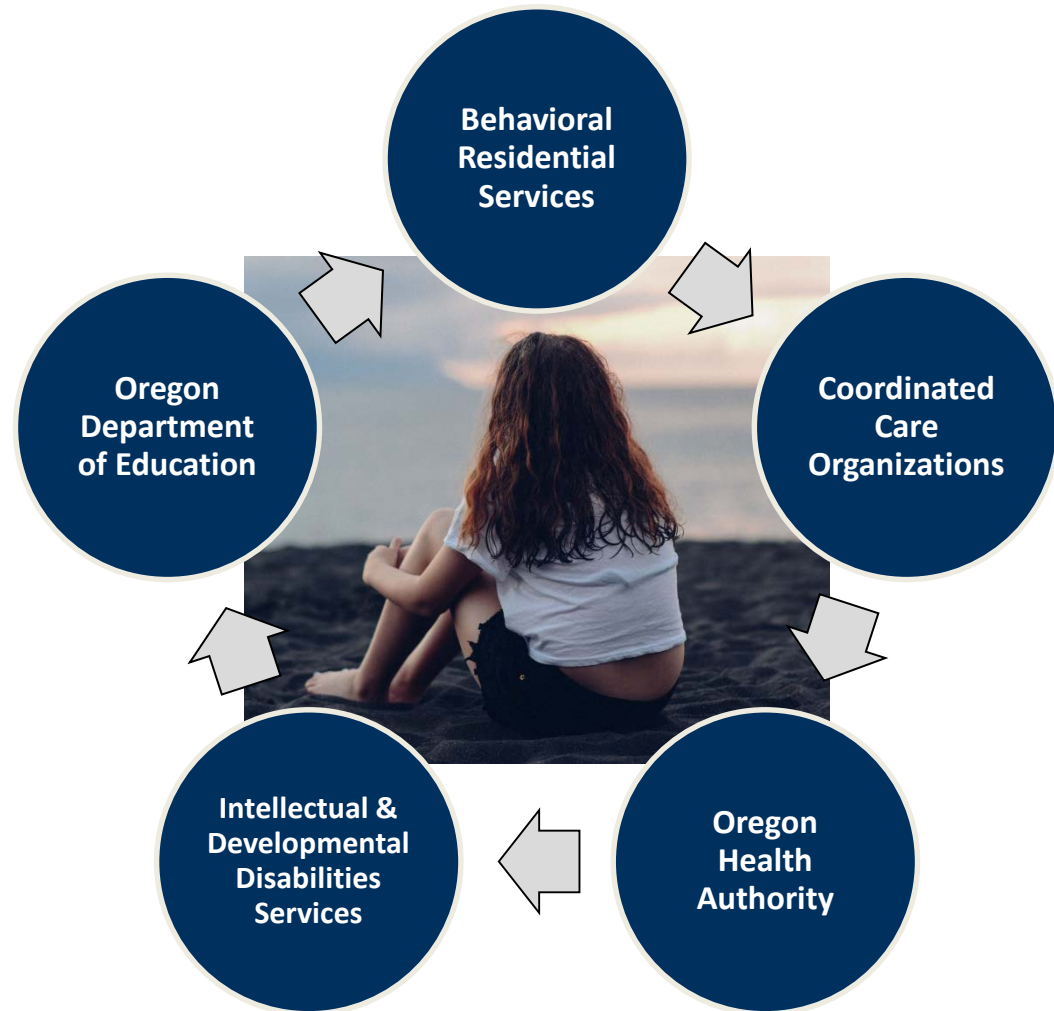 Behavioral
Residential
Services
Coordinated
Care
Organizations
Oregon
Health
Authority
Intellectual &
Developmental
Disabilities
Services
Oregon
Department
of Education